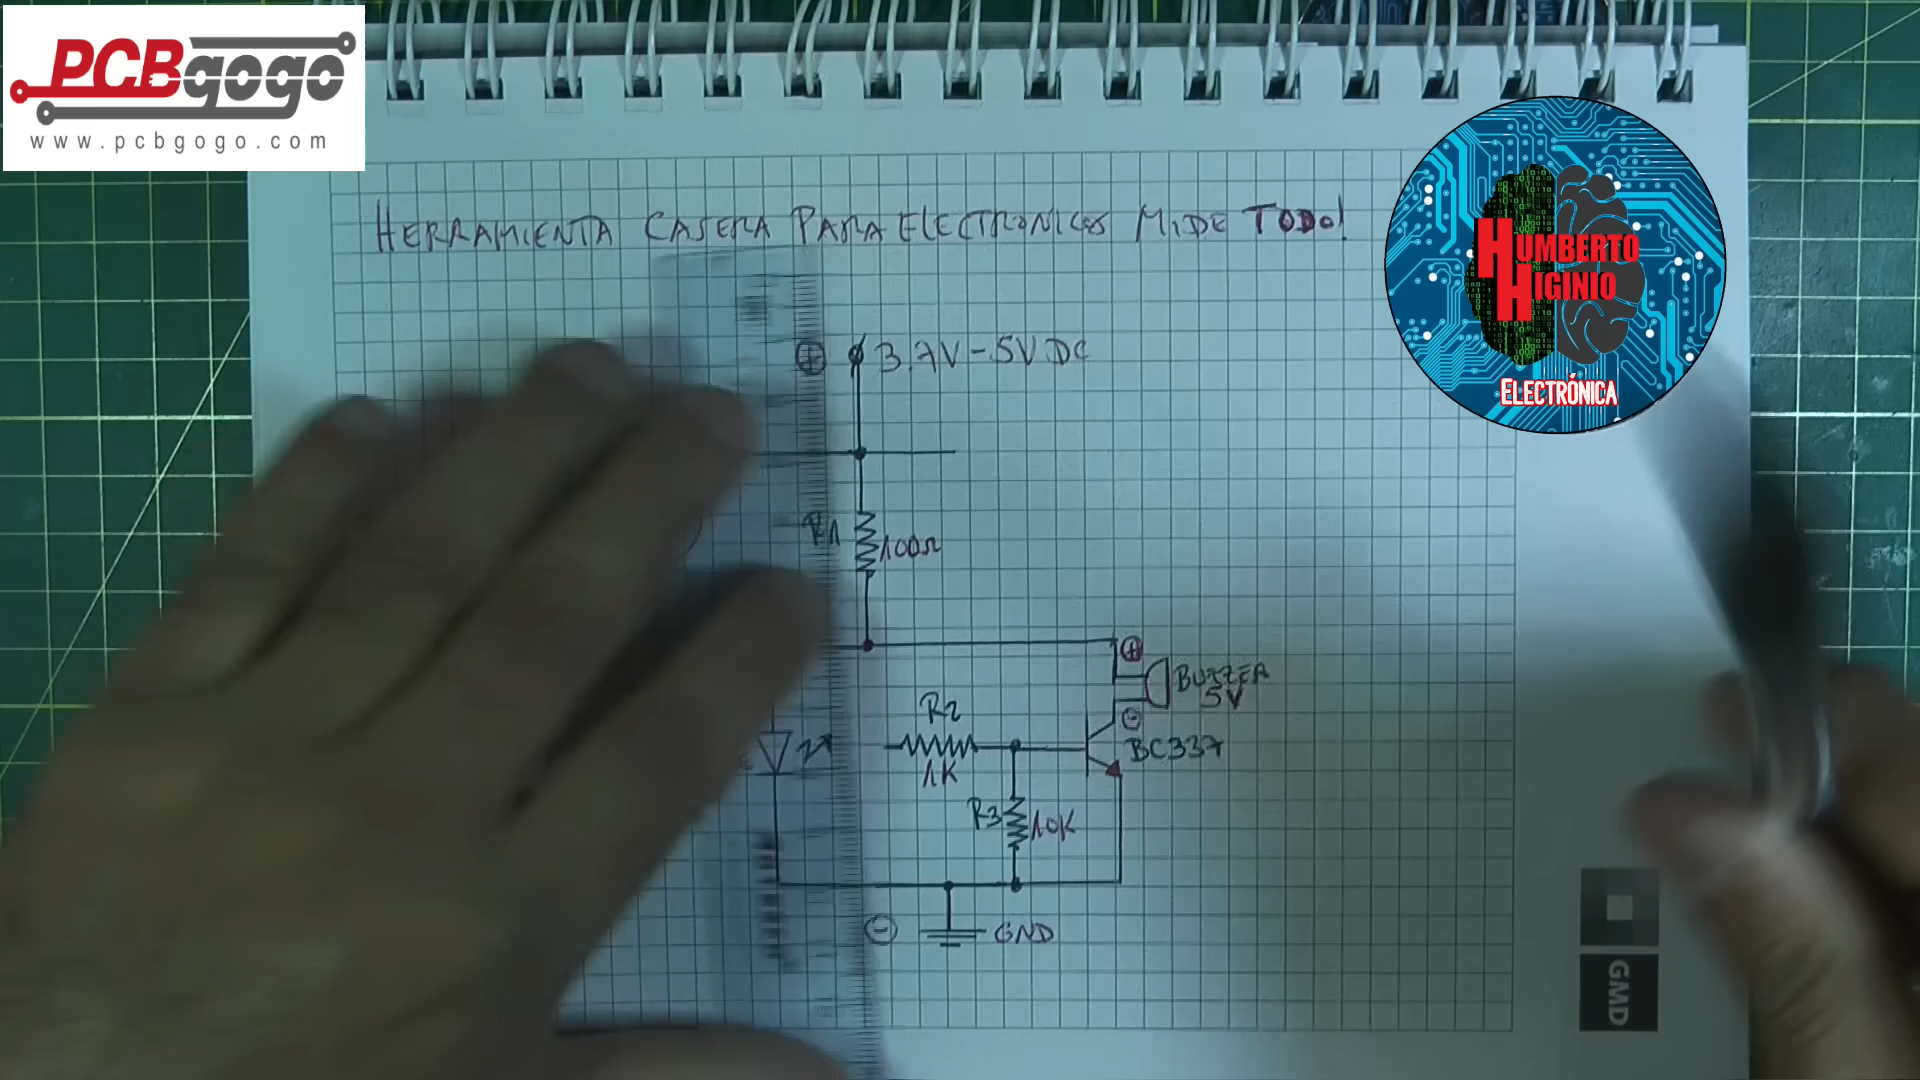 PCBgogo
www.pcbgogo.com
HERRAMIENTA CASERA PARA ELECTRONICOS MIDE TODO!
HUMBERTO
HIGINIO
ELECTRÓNICA
+ 3.7V-5V DC
R1
100Ω
+
BUZZER
5V
-
R2
1K
BC337
R3
10K
- GND
GMD